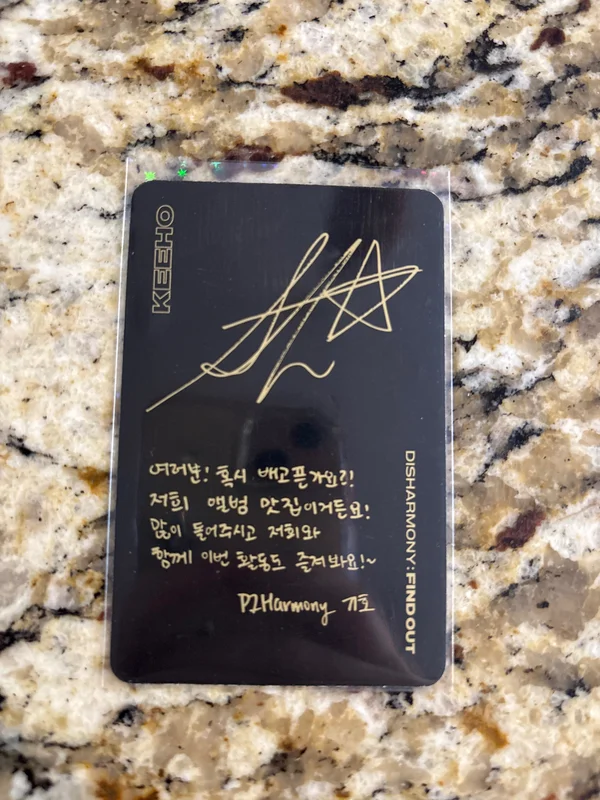 KEEHO
여러분! 혹시 배고픈가요?!
저희 앨범 맛집이거든요!
많이 들어주시고 저희와
함께 이번 활동도 즐겨봐요!~
P1Harmony 기호
DISHARMONY : FIND OUT